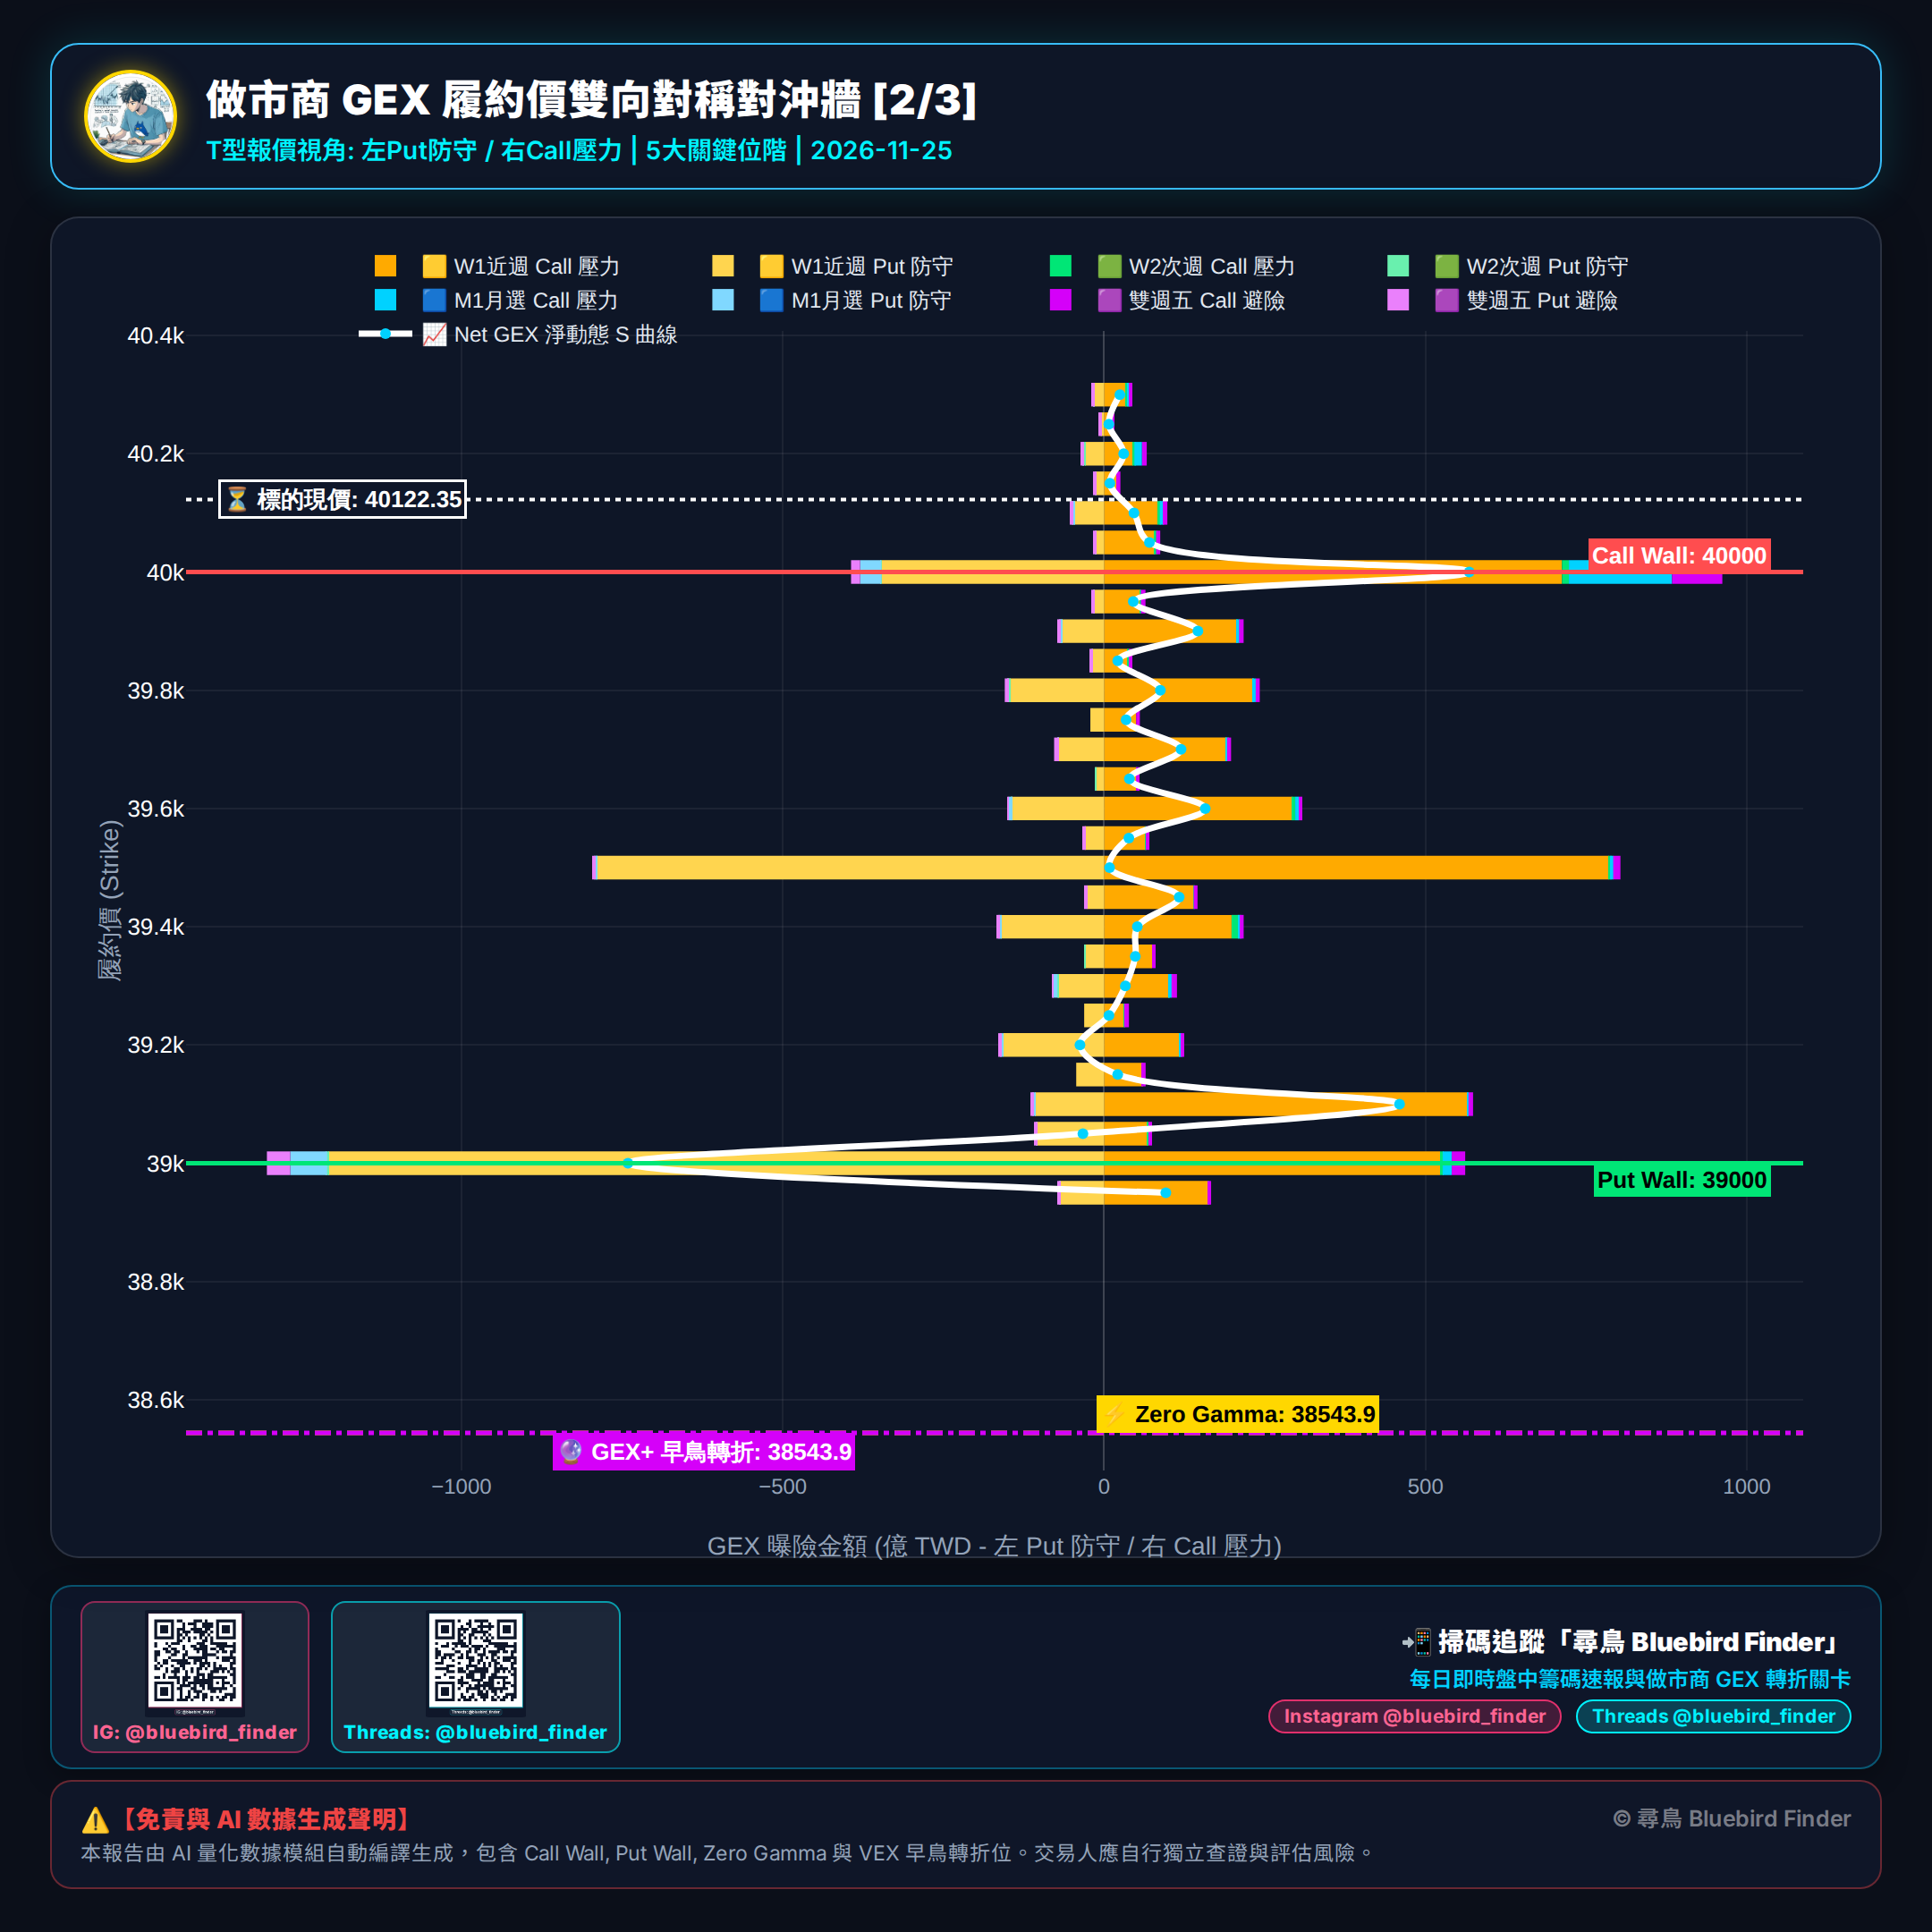 做市商 GEX 履約價雙向對稱對沖牆 [2/3]
T型報價視角: 左Put防守 / 右Call壓力 | 5大關鍵位階 | 2026-11-25
🟨 W1近週 Call 壓力
🟨 W1近週 Put 防守
🟩 W2次週 Call 壓力
🟩 W2次週 Put 防守
🟦 M1月選 Call 壓力
🟦 M1月選 Put 防守
🟪 雙週五 Call 避險
🟪 雙週五 Put 避險
📈 Net GEX 淨動態 S 曲線
40.4k
40.2k
⏳ 標的現價: 40122.35
Call Wall: 40000
40k
39.8k
39.6k
履約價 (Strike)
39.4k
39.2k
39k
Put Wall: 39000
38.8k
38.6k
⚡ Zero Gamma: 38543.9
🔮 GEX+ 早鳥轉折: 38543.9
−1000
−500
0
500
1000
GEX 曝險金額 (億 TWD - 左 Put 防守 / 右 Call 壓力)
IG: @bluebird_finder
Threads: @bluebird_finder
📲 掃碼追蹤「尋鳥 Bluebird Finder」
每日即時盤中籌碼速報與做市商 GEX 轉折關卡
Instagram @bluebird_finder
Threads @bluebird_finder
⚠️【免責與 AI 數據生成聲明】
© 尋鳥 Bluebird Finder
本報告由 AI 量化數據模組自動編譯生成，包含 Call Wall, Put Wall, Zero Gamma 與 VEX 早鳥轉折位。交易人應自行獨立查證與評估風險。